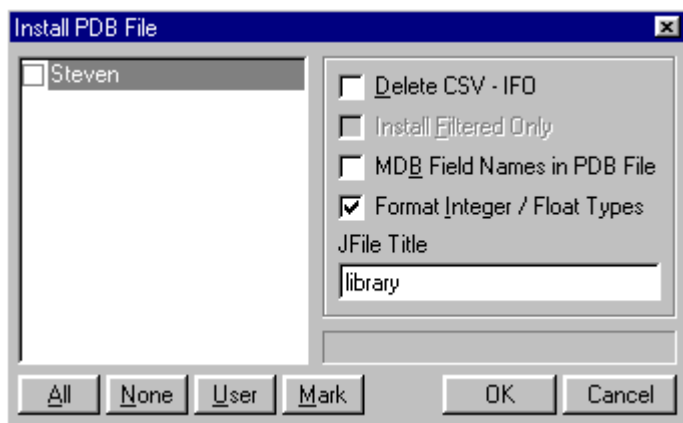 Install PDB File
Steven
Delete CSV - IFO
Install Filtered Only
MDB Field Names in PDB File
Format Integer / Float Types
JFile Title
library
All None User Mark OK Cancel